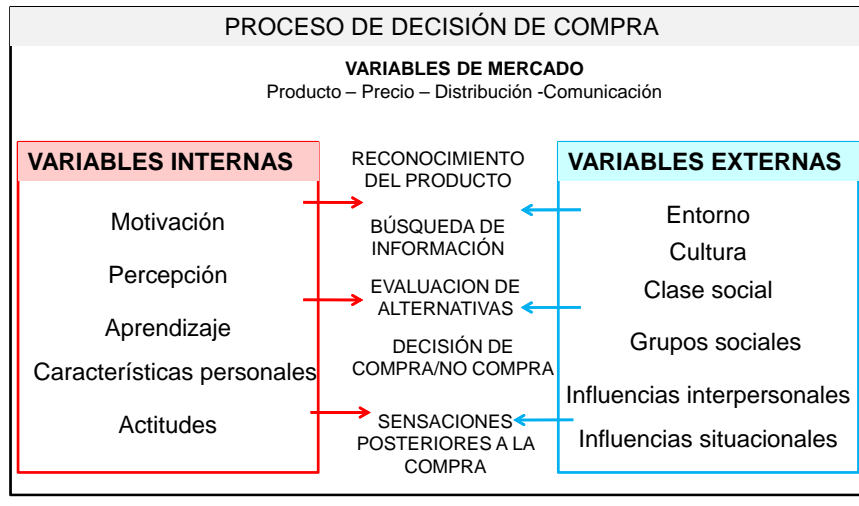 PROCESO DE DECISIÓN DE COMPRA
VARIABLES DE MERCADO
Producto – Precio – Distribución -Comunicación
VARIABLES INTERNAS
Motivación
Percepción
Aprendizaje
Características personales
Actitudes
RECONOCIMIENTO
DEL PRODUCTO
BÚSQUEDA DE
INFORMACIÓN
EVALUACION DE
ALTERNATIVAS
DECISIÓN DE
COMPRA/NO COMPRA
SENSACIONES
POSTERIORES A LA
COMPRA
VARIABLES EXTERNAS
Entorno
Cultura
Clase social
Grupos sociales
Influencias interpersonales
Influencias situacionales